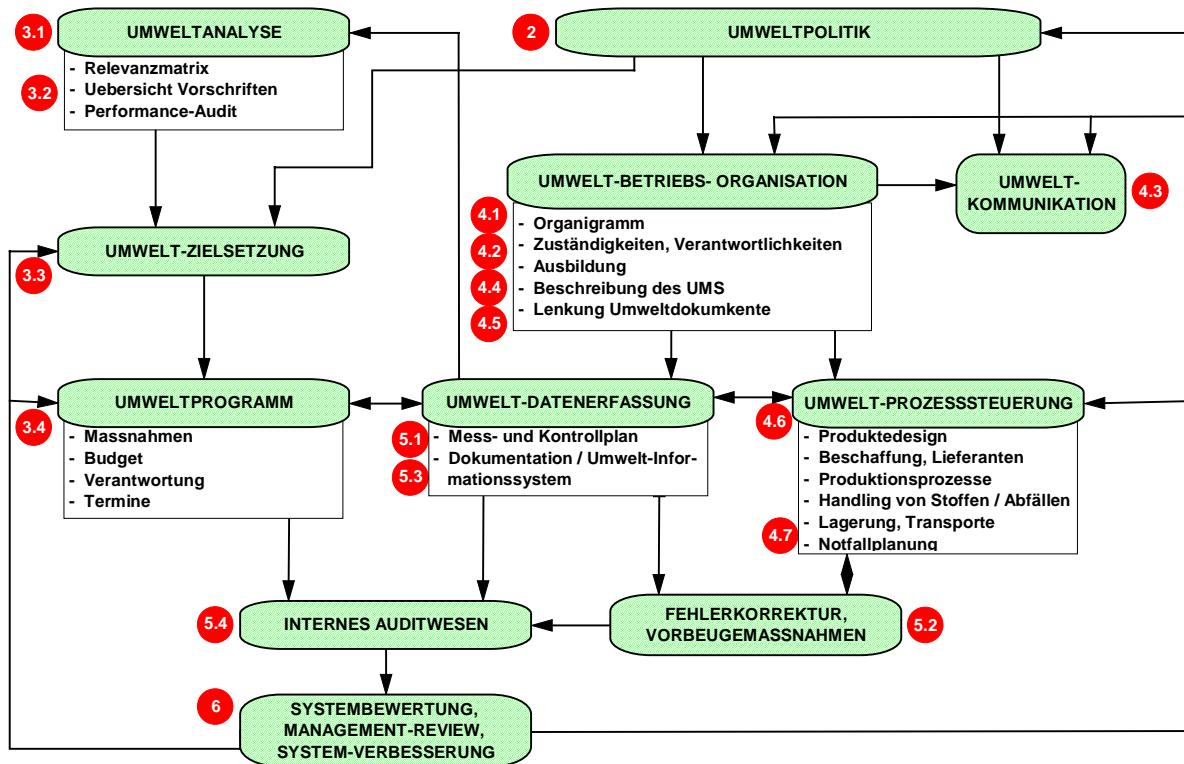 3.1
UMWELTANALYSE
- Relevanzmatrix
3.2
- Uebersicht Vorschriften
- Performance-Audit
2
UMWELTPOLITIK
UMWELT-BETRIEBS- ORGANISATION
4.1
- Organigramm
4.2
- Zuständigkeiten, Verantwortlichkeiten
- Ausbildung
4.4
- Beschreibung des UMS
4.5
- Lenkung Umweltdokumkente
UMWELT-
KOMMUNIKATION
4.3
UMWELT-ZIELSETZUNG
3.3
UMWELTPROGRAMM
3.4
- Massnahmen
- Budget
- Verantwortung
- Termine
UMWELT-DATENERFASSUNG
5.1
- Mess- und Kontrollplan
5.3
- Dokumentation / Umwelt-Infor-
mationssystem
UMWELT-PROZESSSTEUERUNG
4.6
- Produktedesign
- Beschaffung, Lieferanten
- Produktionsprozesse
- Handling von Stoffen / Abfällen
- Lagerung, Transporte
4.7
- Notfallplanung
5.4
INTERNES AUDITWESEN
FEHLERKORREKTUR,
VORBEUGEMASSNAHMEN
5.2
6
SYSTEMBEWERTUNG,
MANAGEMENT-REVIEW,
SYSTEM-VERBESSERUNG